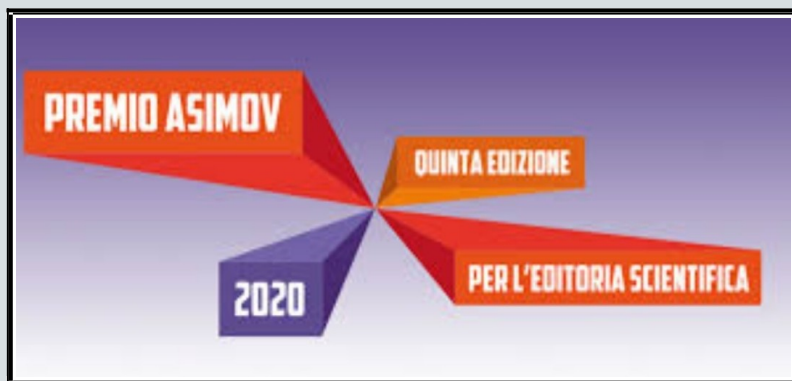 PREMIO ASIMOV
QUINTA EDIZIONE
2020
PER L'EDITORIA SCIENTIFICA